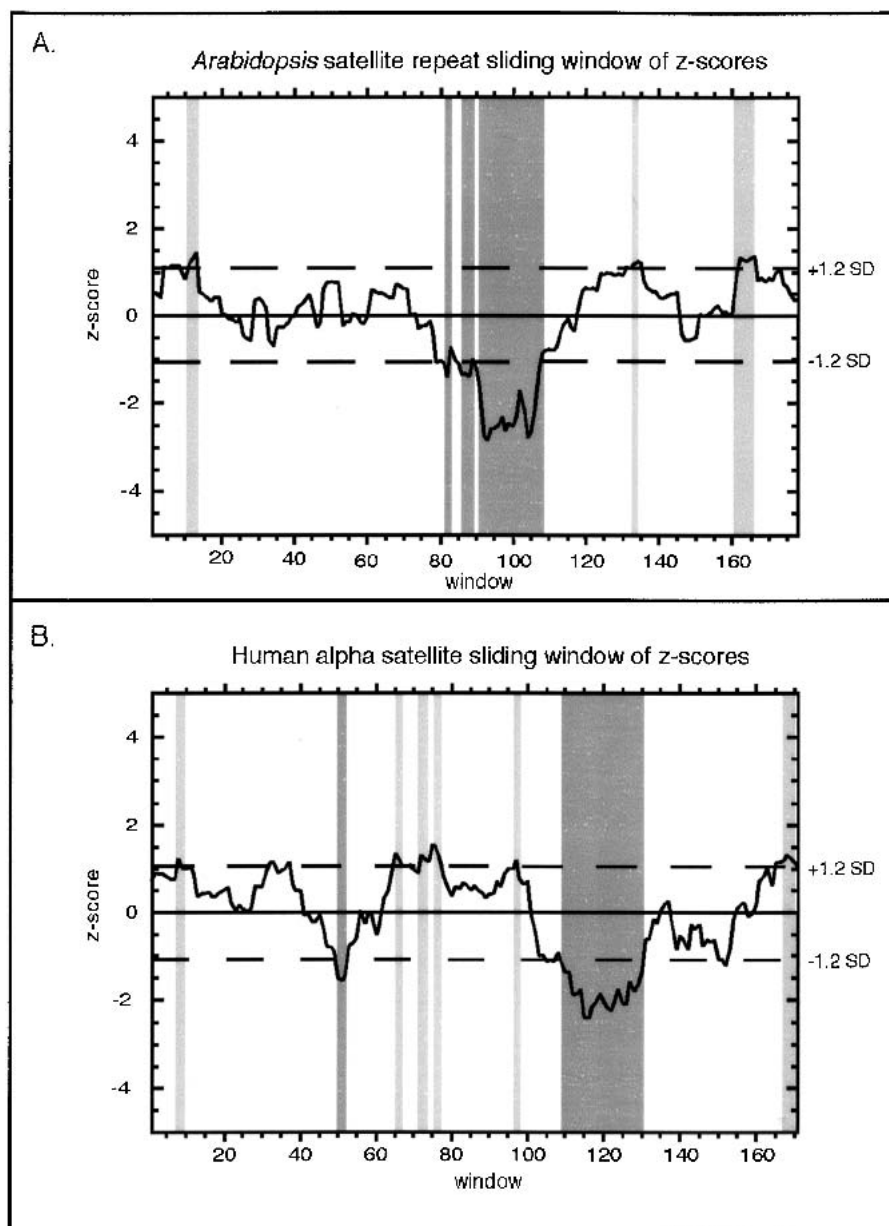 A.
Arabidopsis satellite repeat sliding window of z-scores
4
2
0
-2
-4
z-score
+1.2 SD
-1.2 SD
20 40 60 80 100 120 140 160
window
B.
Human alpha satellite sliding window of z-scores
4
2
0
-2
-4
z-score
+1.2 SD
-1.2 SD
20 40 60 80 100 120 140 160
window